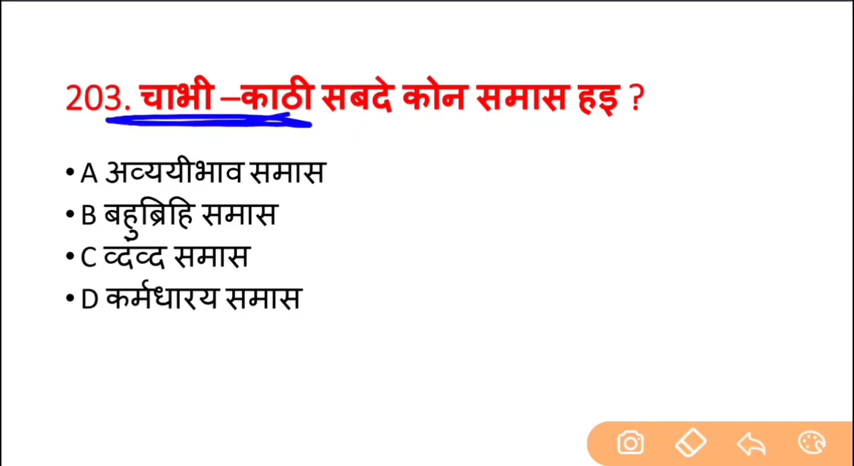 203. चाभी –काठी सबदे कोन समास हइ ?
• A अव्ययीभाव समास
• B बहुब्रिहि समास
• C व्दंव्द समास
• D कर्मधारय समास